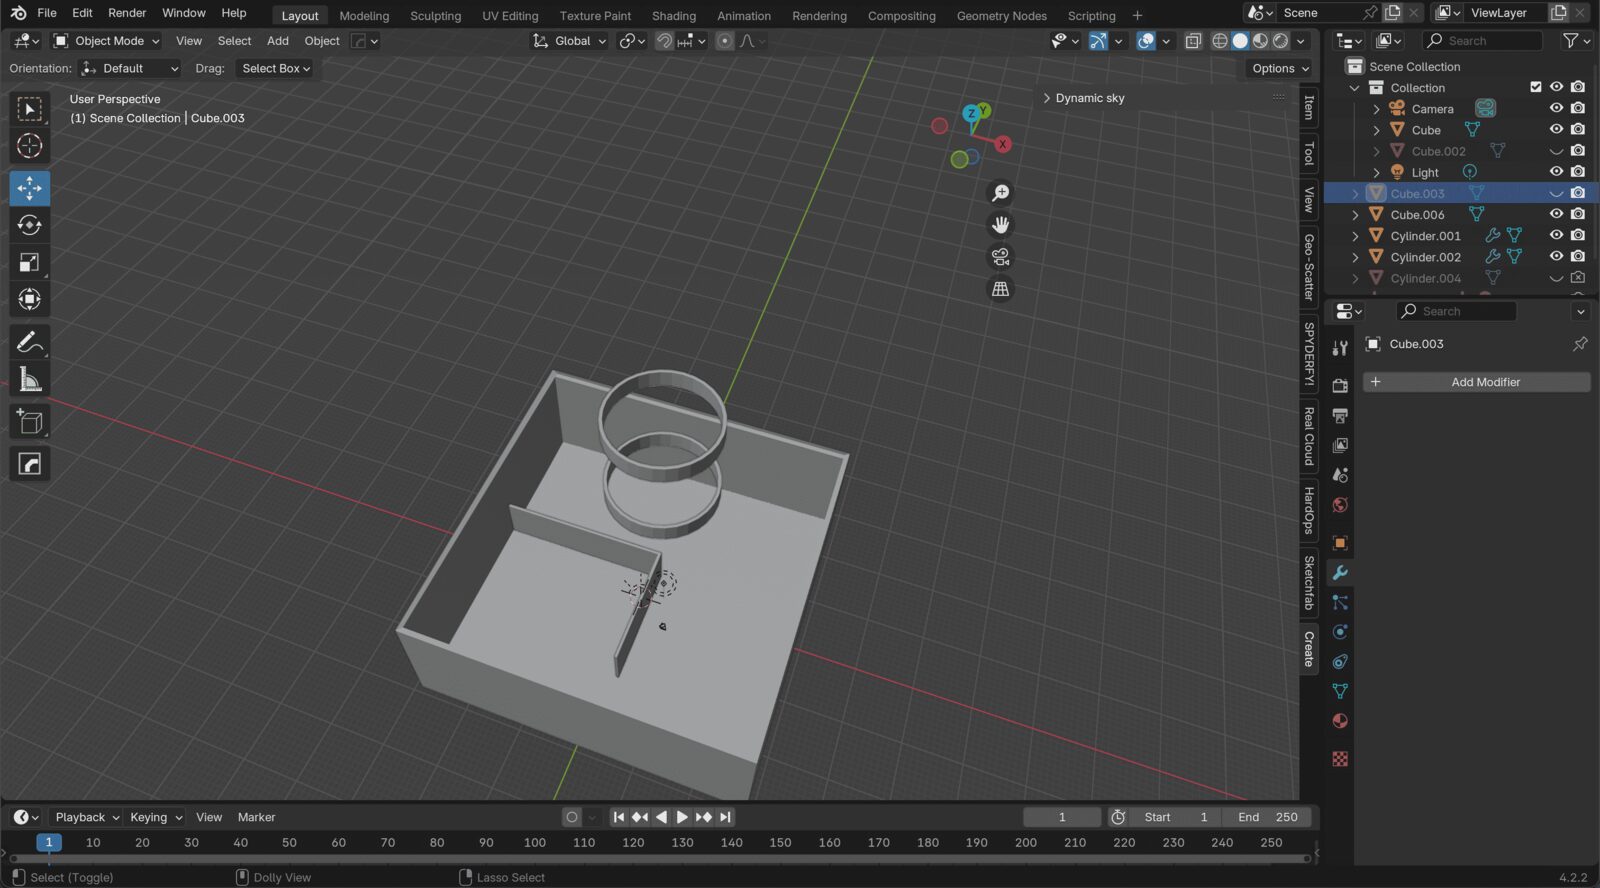 File Edit Render Window Help Layout Modeling Sculpting UV Editing Texture Paint Shading Animation Rendering Compositing Geometry Nodes Scripting + Scene ViewLayer
Object Mode View Select Add Object Global Search
Orientation: Default Drag: Select Box Options
User Perspective
(1) Scene Collection | Cube.003
Dynamic sky
Z Y X
Item
Tool
View
Geo-Scatter
SPYDERFY!
Real Cloud
HardOps
Sketchfab
Create
Scene Collection
Collection
Camera
Cube
Cube.002
Light
Cube.003
Cube.006
Cylinder.001
Cylinder.002
Cylinder.004
Search
Cube.003
+ Add Modifier
Playback Keying View Marker 1 Start 1 End 250
1 10 20 30 40 50 60 70 80 90 100 110 120 130 140 150 160 170 180 190 200 210 220 230 240 250
Select (Toggle) Dolly View Lasso Select 4.2.2